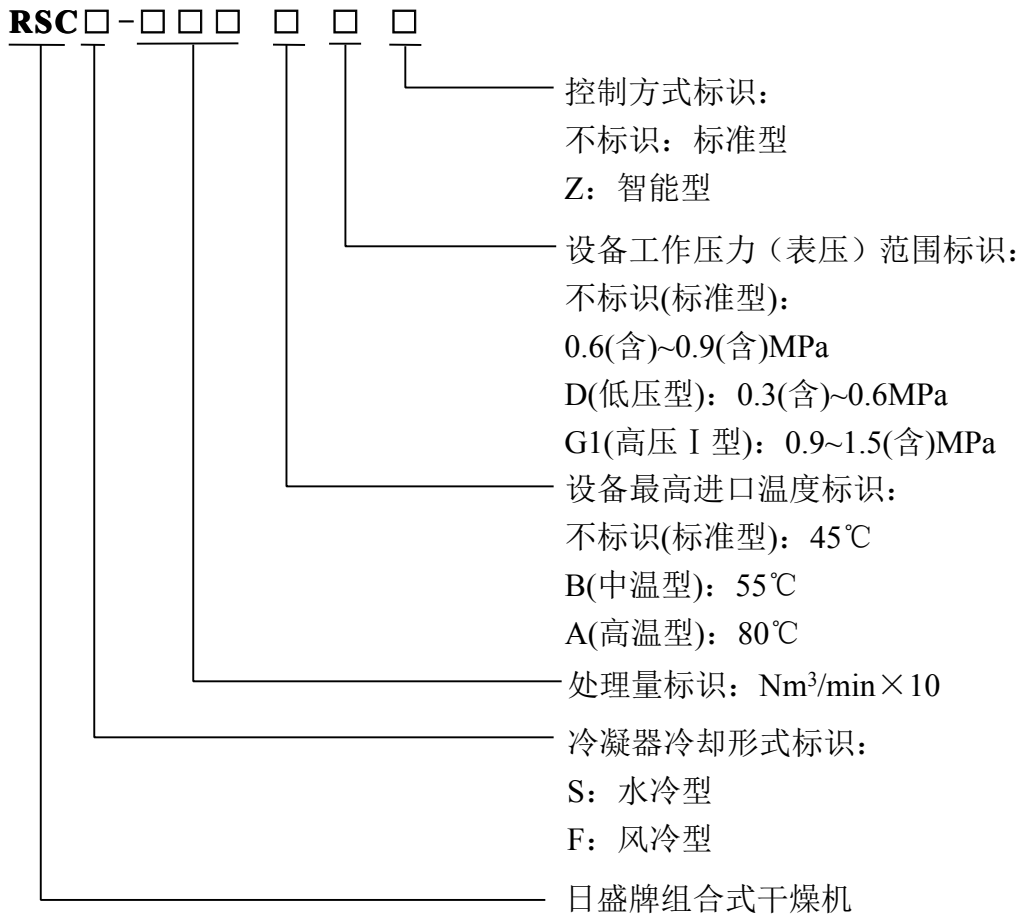 RSC□-□□□ □ □ □
控制方式标识：
不标识：标准型
Z：智能型
设备工作压力（表压）范围标识：
不标识(标准型)：
0.6(含)~0.9(含)MPa
D(低压型)：0.3(含)~0.6MPa
G1(高压Ⅰ型)：0.9~1.5(含)MPa
设备最高进口温度标识：
不标识(标准型)：45℃
B(中温型)：55℃
A(高温型)：80℃
处理量标识：Nm³/min×10
冷凝器冷却形式标识：
S：水冷型
F：风冷型
日盛牌组合式干燥机